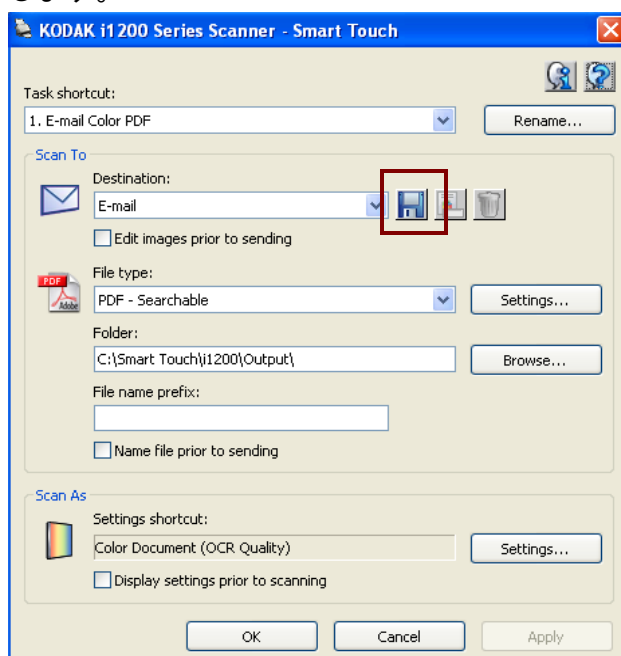 KODAK i1200 Series Scanner - Smart Touch
Task shortcut:
1. E-mail Color PDF
Rename...
Scan To
Destination:
E-mail
Edit images prior to sending
File type:
PDF
Adobe
PDF - Searchable
Settings...
Folder:
C:\Smart Touch\i1200\Output\
Browse...
File name prefix:
Name file prior to sending
Scan As
Settings shortcut:
Color Document (OCR Quality)
Settings...
Display settings prior to scanning
OK
Cancel
Apply